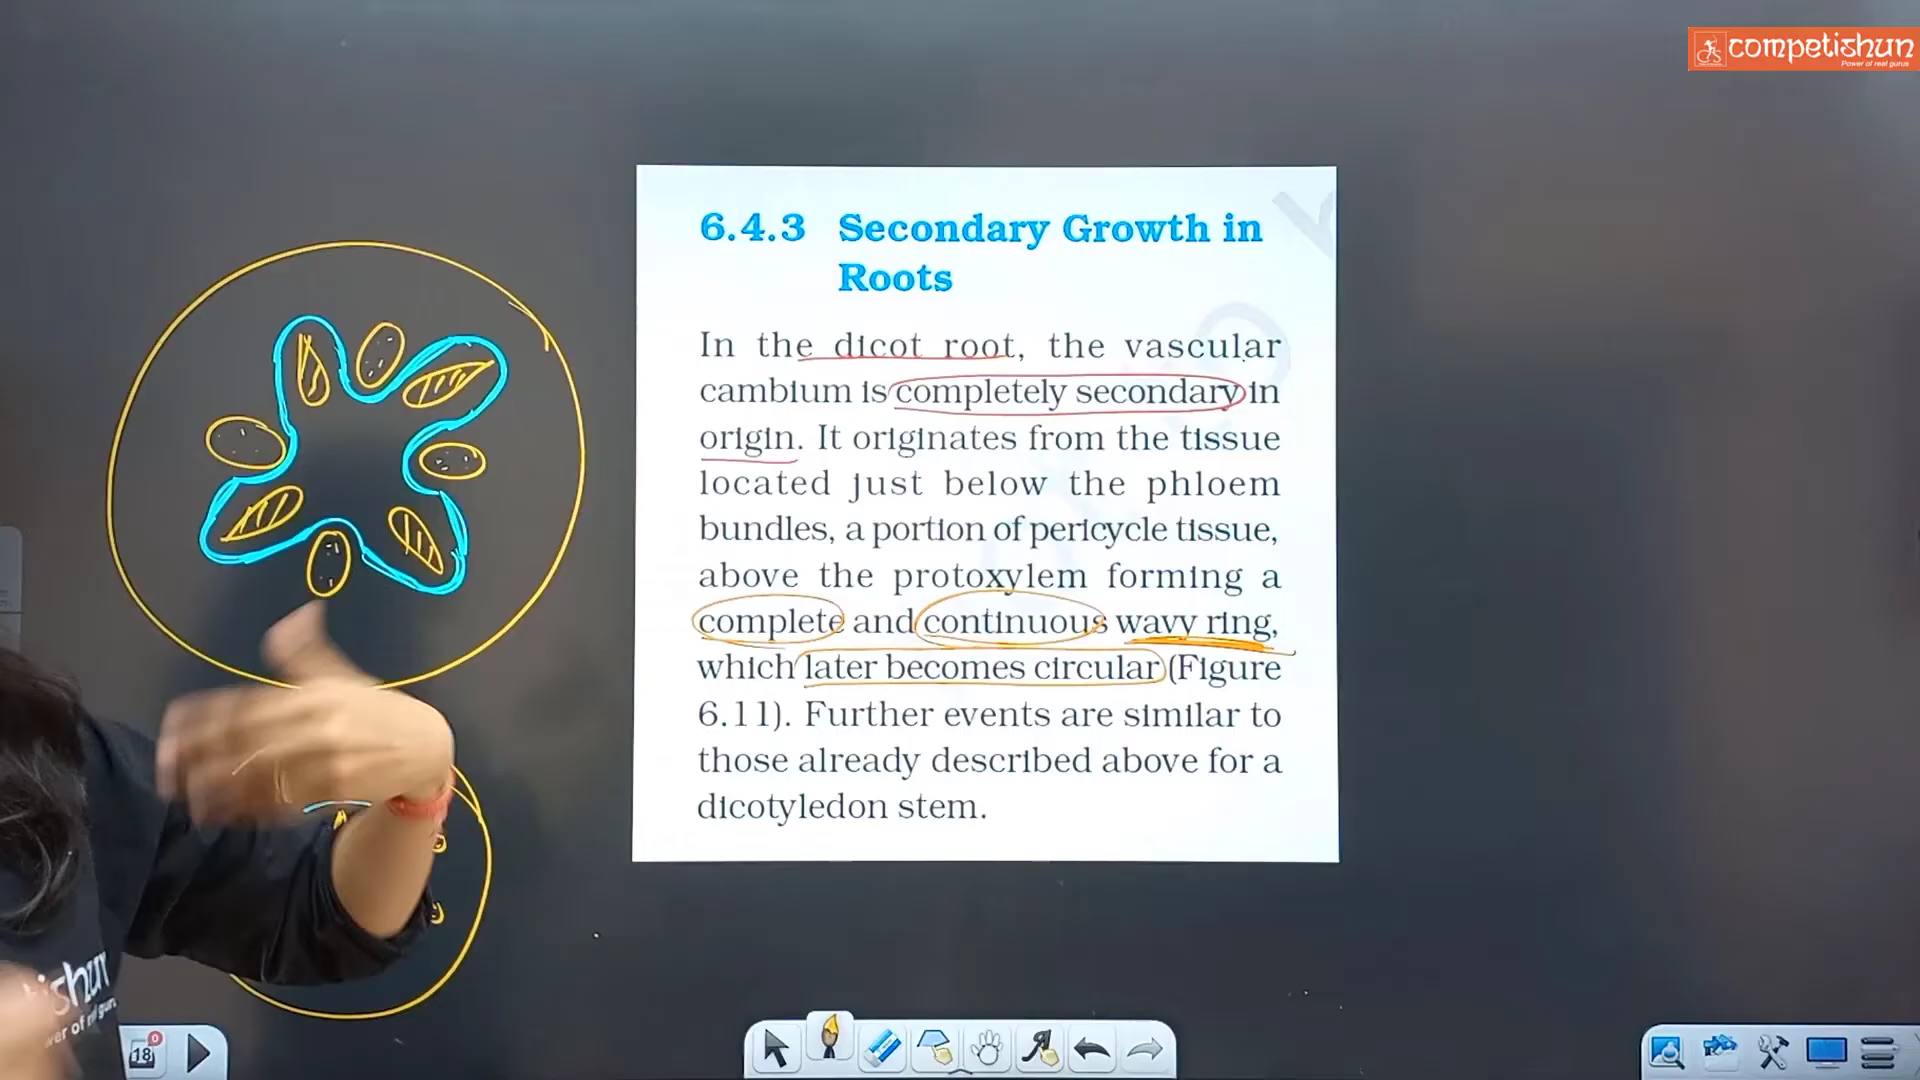 competishun
Power of real gurus
6.4.3 Secondary Growth in
Roots
In the dicot root, the vascular
cambium is completely secondary in
origin. It originates from the tissue
located just below the phloem
bundles, a portion of pericycle tissue,
above the protoxylem forming a
complete and continuous wavy ring,
which later becomes circular (Figure
6.11). Further events are similar to
those already described above for a
dicotyledon stem.
18
0